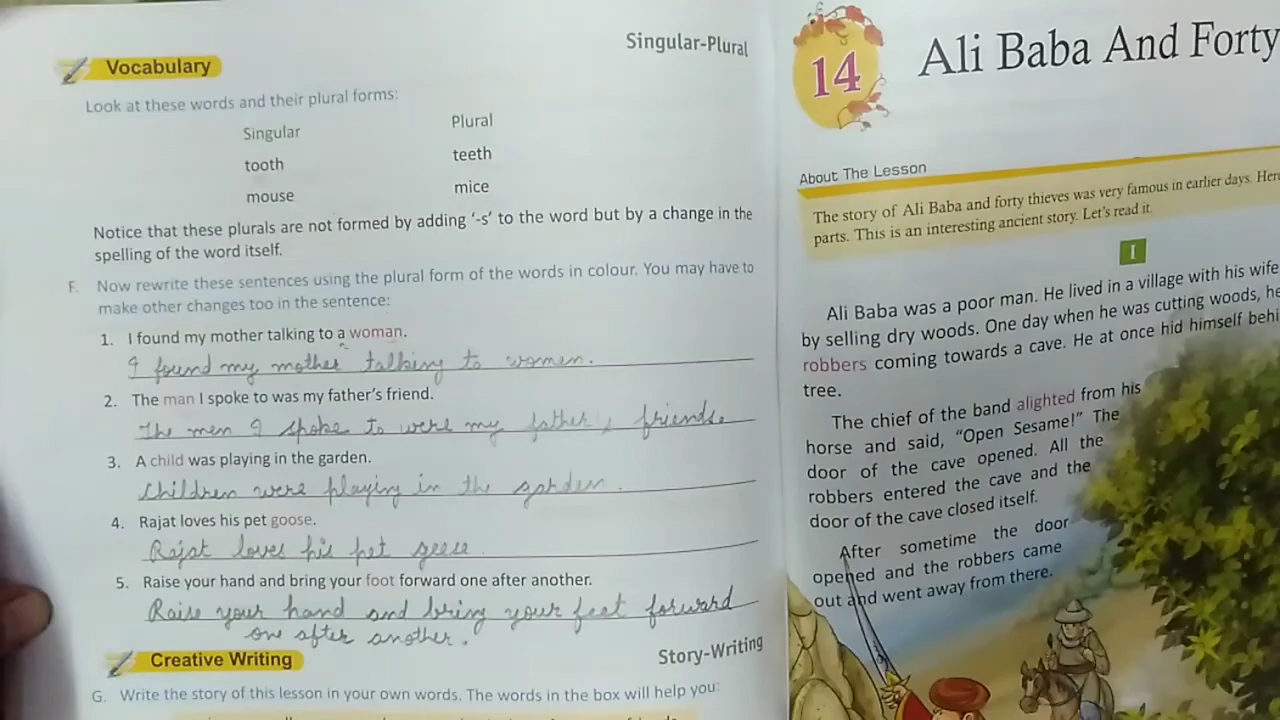 Singular-Plural
Vocabulary
Look at these words and their plural forms:
Singular Plural
tooth teeth
mouse mice
Notice that these plurals are not formed by adding ‘-s’ to the word but by a change in the
spelling of the word itself.
F. Now rewrite these sentences using the plural form of the words in colour. You may have to
make other changes too in the sentence:
1. I found my mother talking to a woman.
I found my mother talking to women.
2. The man I spoke to was my father’s friend.
The men I spoke to were my father's friends.
3. A child was playing in the garden.
Children were playing in the garden.
4. Rajat loves his pet goose.
Rajat loves his pet geese
5. Raise your hand and bring your foot forward one after another.
Raise your hand and bring your feet forward
one after another.
Creative Writing
Story-Writing
G. Write the story of this lesson in your own words. The words in the box will help you:
14
Ali Baba And Forty
About The Lesson
The story of Ali Baba and forty thieves was very famous in earlier days.
parts. This is an interesting ancient story. Let’s read it.
I
Ali Baba was a poor man. He lived in a village with his wife
by selling dry woods. One day when he was cutting woods, he
robbers coming towards a cave. He at once hid himself
tree.
The chief of the band alighted from his
horse and said, “Open Sesame!” The
door of the cave opened. All the
robbers entered the cave and the
door of the cave closed itself.
After sometime the door
opened and the robbers came
out and went away from there.